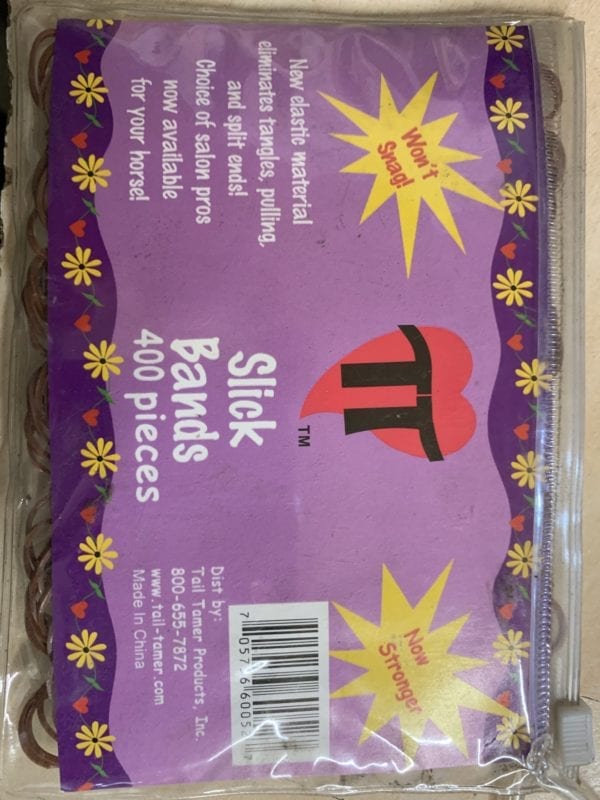 Won't
Snag!
New elastic material
eliminates tangles, pulling,
and split ends!
Choice of salon pros
now available
for your horse!
TT
TM
Slick
Bands
400 pieces
Now
Stronger
Dist by:
Tail Tamer Products, Inc.
800-655-7872
www.tail-tamer.com
Made In China